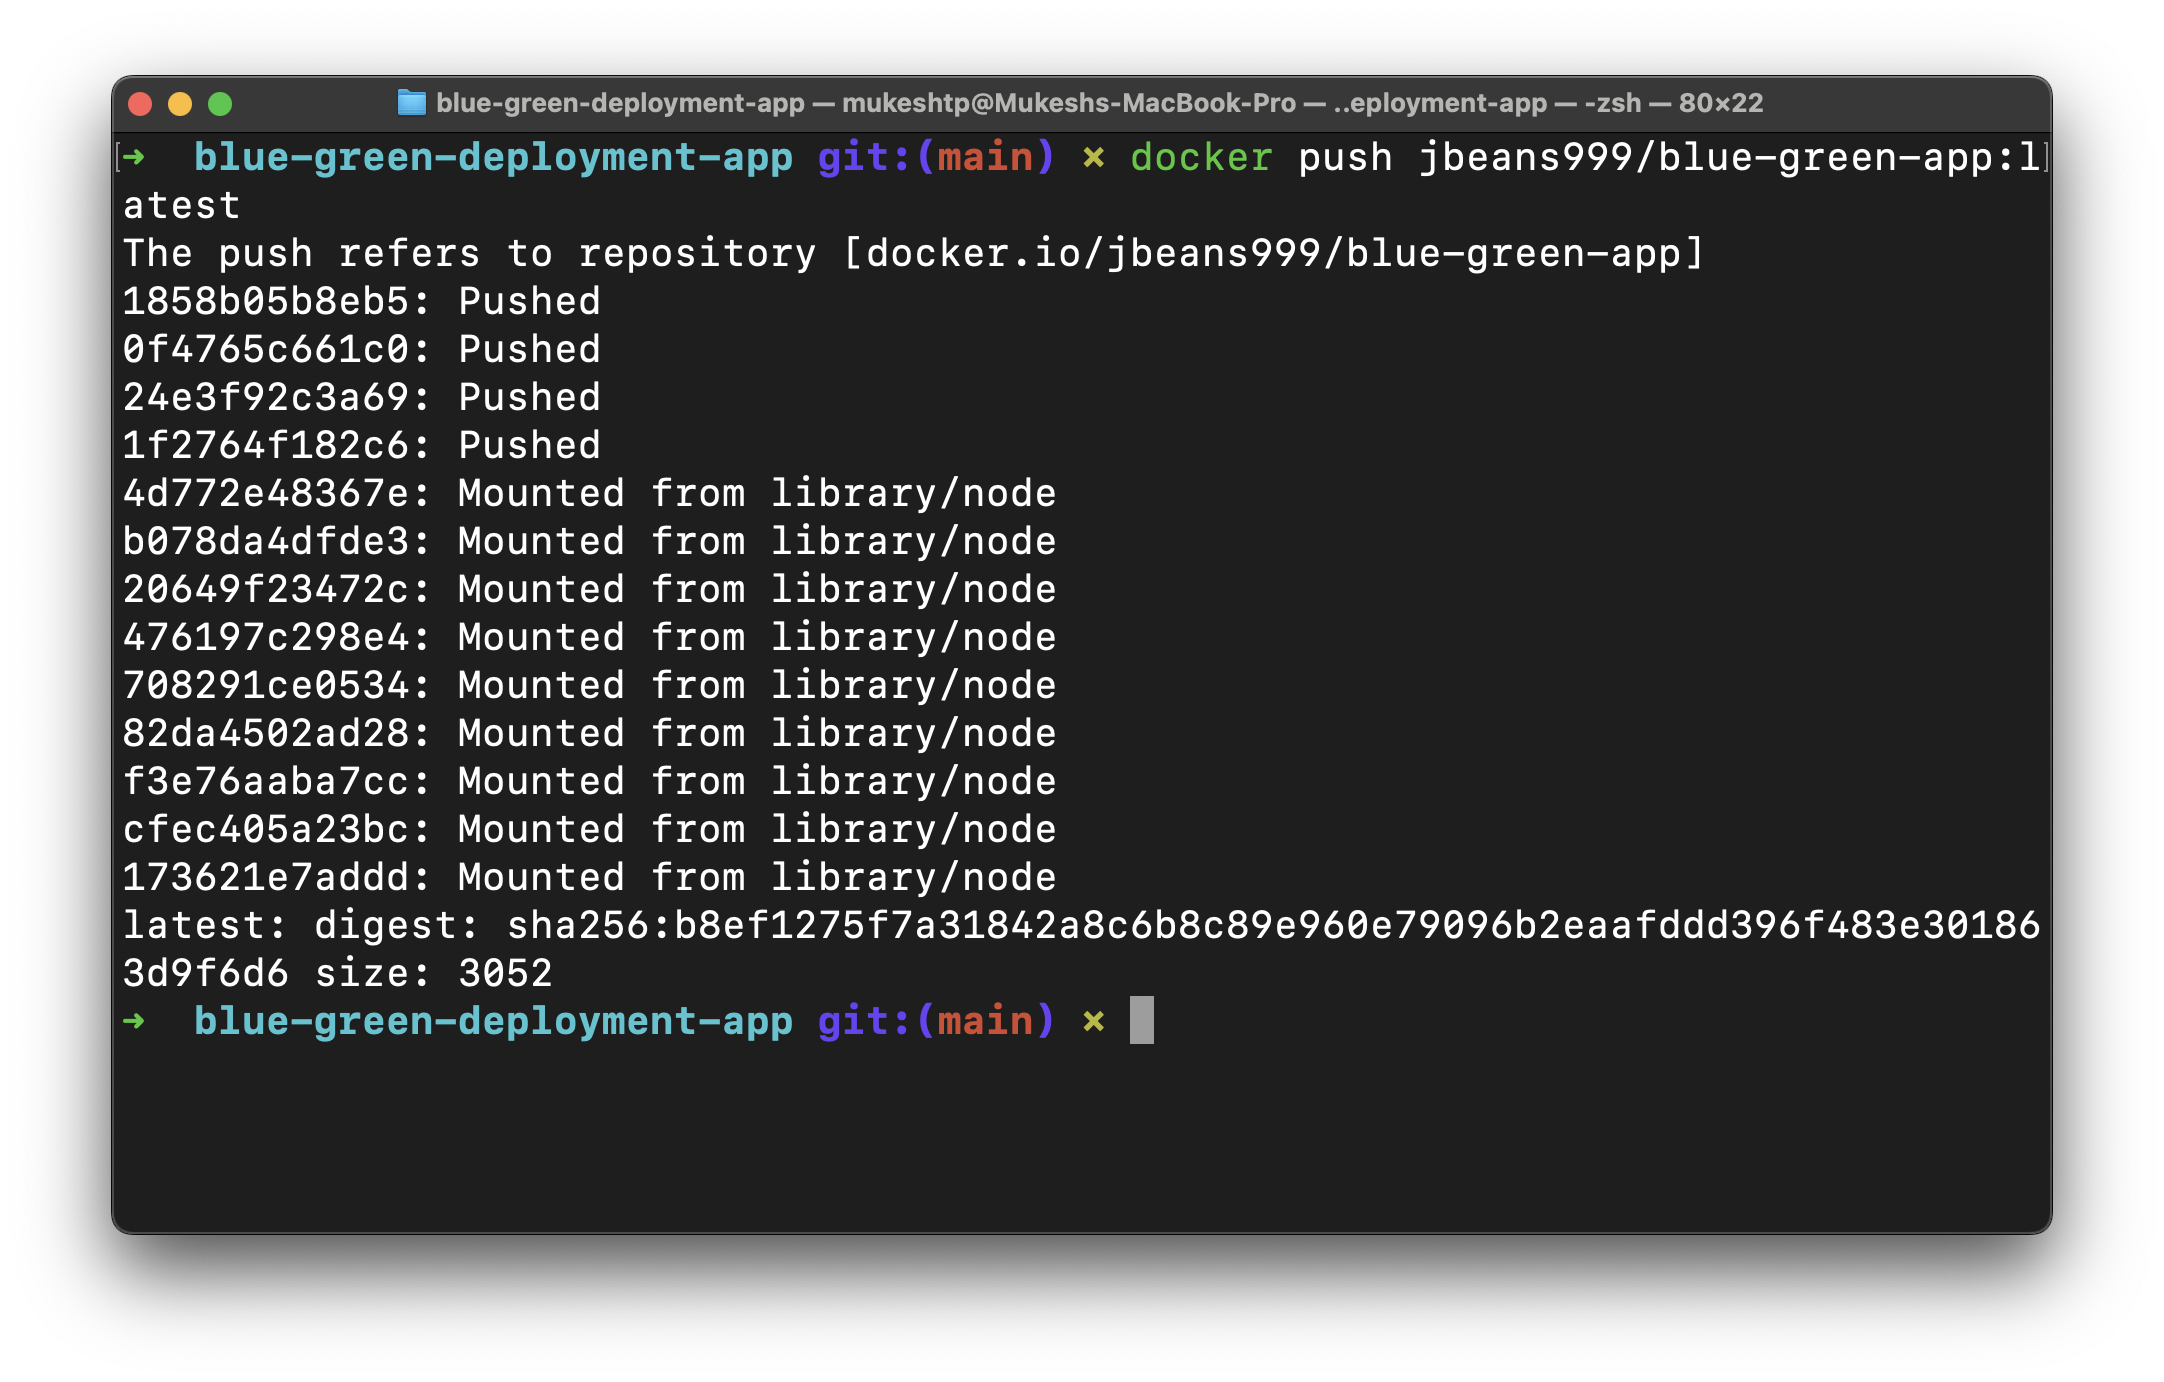 blue-green-deployment-app — mukeshtp@Mukeshs-MacBook-Pro — ..eployment-app — -zsh — 80×22
[➜  blue-green-deployment-app git:(main) ✗ docker push jbeans999/blue-green-app:l]
atest
The push refers to repository [docker.io/jbeans999/blue-green-app]
1858b05b8eb5: Pushed
0f4765c661c0: Pushed
24e3f92c3a69: Pushed
1f2764f182c6: Pushed
4d772e48367e: Mounted from library/node
b078da4dfde3: Mounted from library/node
20649f23472c: Mounted from library/node
476197c298e4: Mounted from library/node
708291ce0534: Mounted from library/node
82da4502ad28: Mounted from library/node
f3e76aaba7cc: Mounted from library/node
cfec405a23bc: Mounted from library/node
173621e7addd: Mounted from library/node
latest: digest: sha256:b8ef1275f7a31842a8c6b8c89e960e79096b2eaafddd396f483e30186
3d9f6d6 size: 3052
➜  blue-green-deployment-app git:(main) ✗